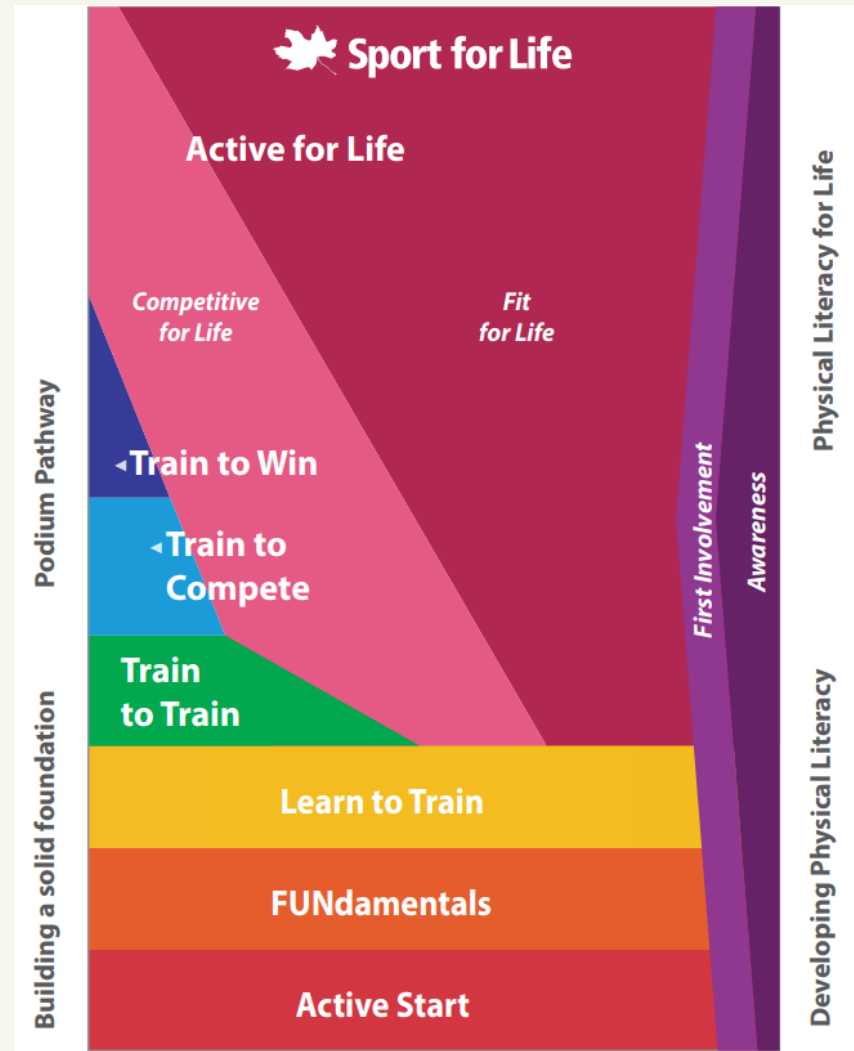 Sport for Life
Active for Life
Competitive
for Life
Fit
for Life
Train to Win
Train to
Compete
Train
to Train
Learn to Train
FUNdamentals
Active Start
Podium Pathway
Building a solid foundation
First Involvement
Awareness
Physical Literacy for Life
Developing Physical Literacy